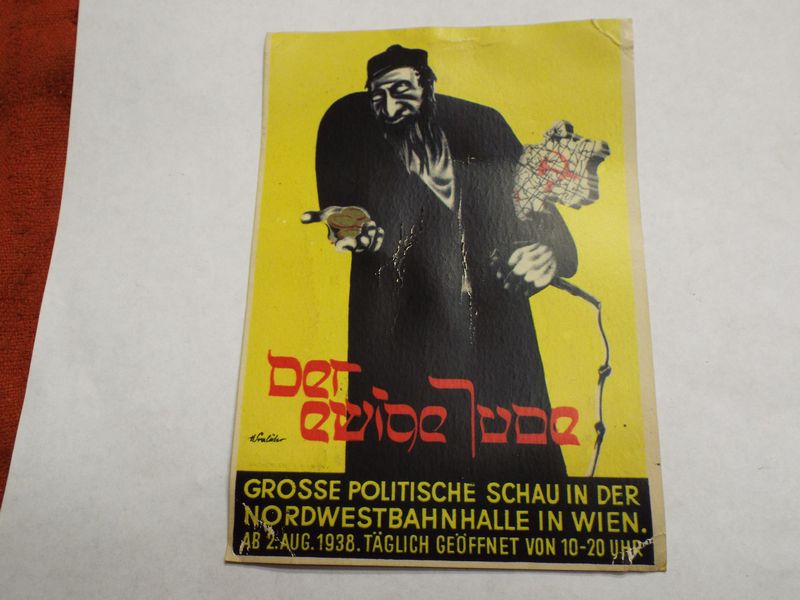 Der
ewige Jude
GROSSE POLITISCHE SCHAU IN DER
NORDWESTBAHNHALLE IN WIEN.
AB 2. AUG. 1938. TÄGLICH GEÖFFNET VON 10-20 UHR